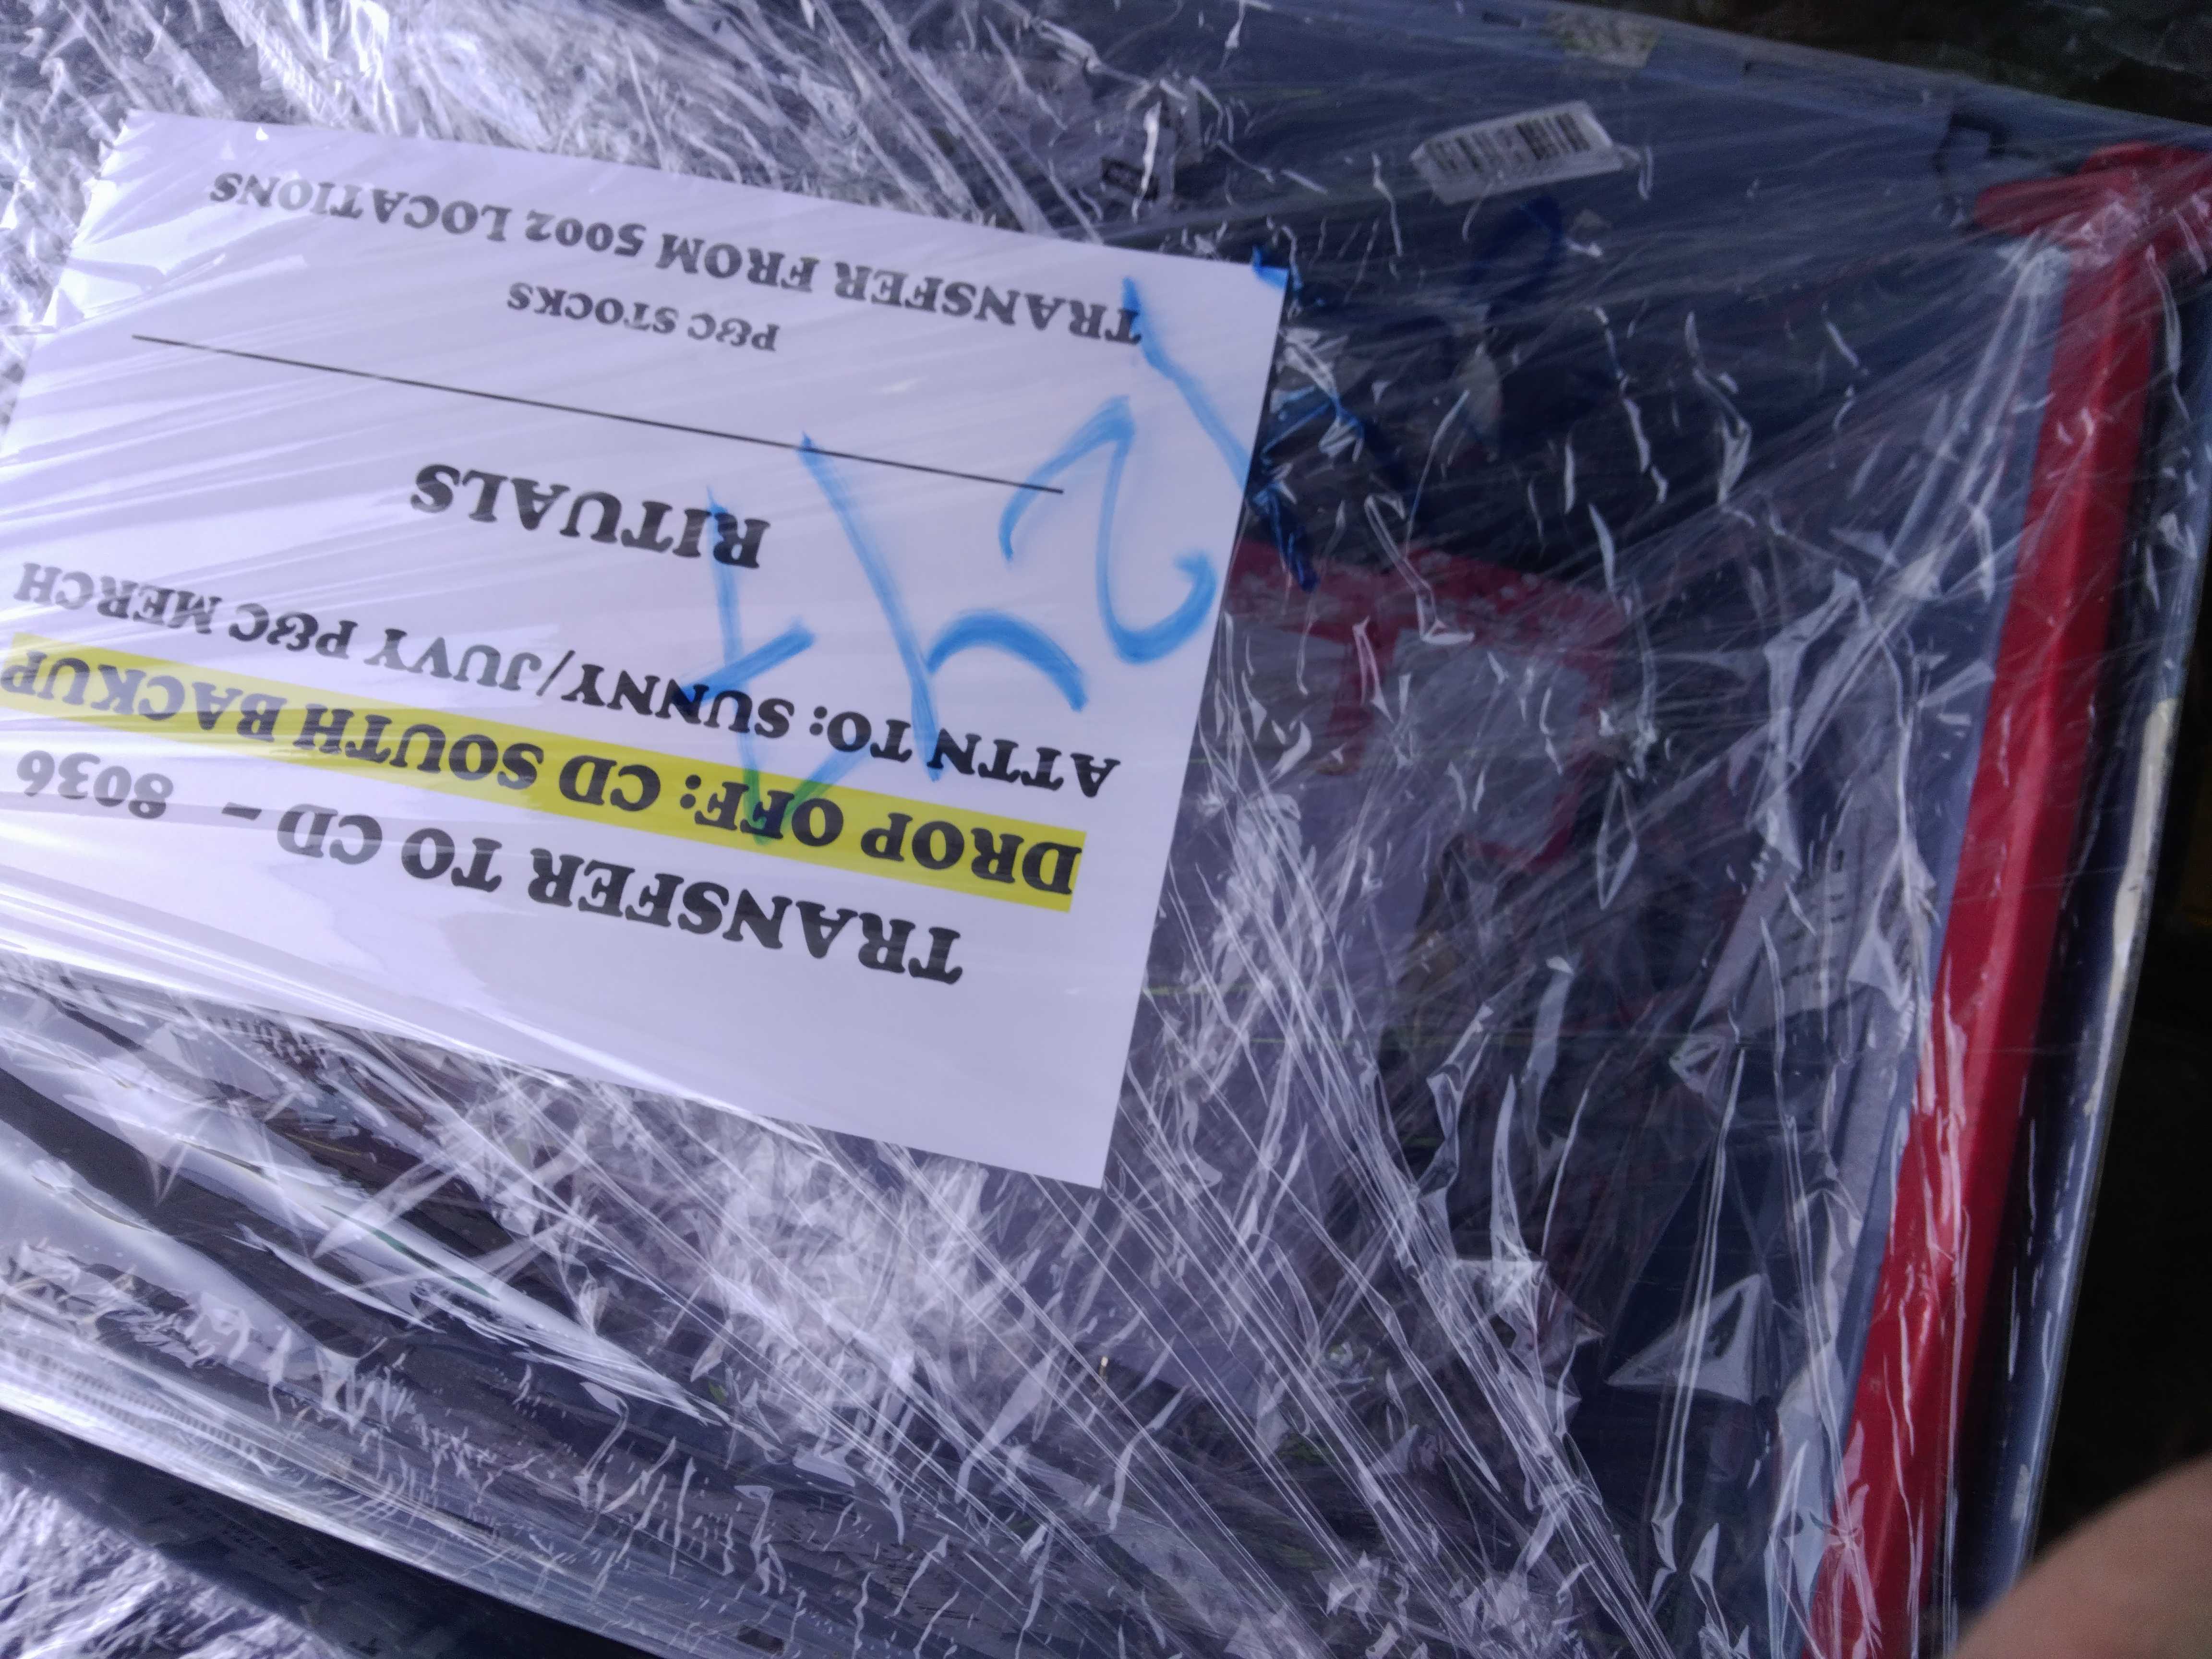 TRANSFER TO CD - 8036
DROP OFF: CD SOUTH BACKUP
ATTN TO: SUNNY/JUVY P&C MERCH
RITUALS
P&C STOCKS
TRANSFER FROM 5002 LOCATIONS